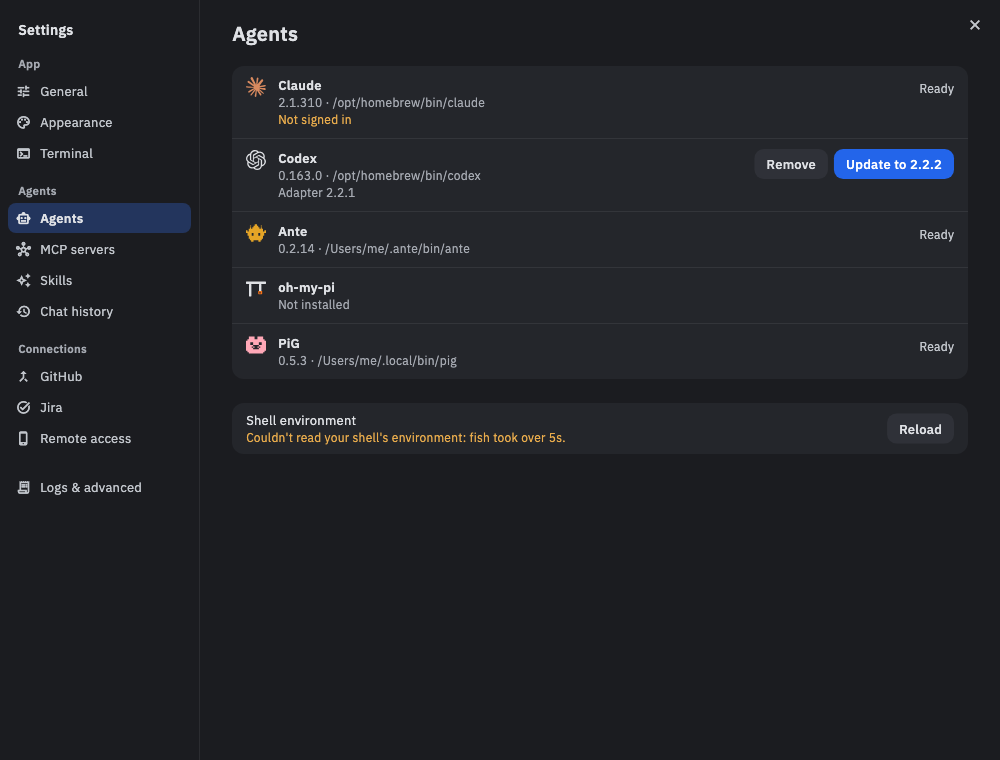 Settings
App
General
Appearance
Terminal
Agents
Agents
MCP servers
Skills
Chat history
Connections
GitHub
Jira
Remote access
Logs & advanced
Agents
Claude
2.1.310 · /opt/homebrew/bin/claude
Not signed in
Ready
Codex
0.163.0 · /opt/homebrew/bin/codex
Adapter 2.2.1
Remove
Update to 2.2.2
Ante
0.2.14 · /Users/me/.ante/bin/ante
Ready
oh-my-pi
Not installed
PiG
0.5.3 · /Users/me/.local/bin/pig
Ready
Shell environment
Couldn't read your shell's environment: fish took over 5s.
Reload